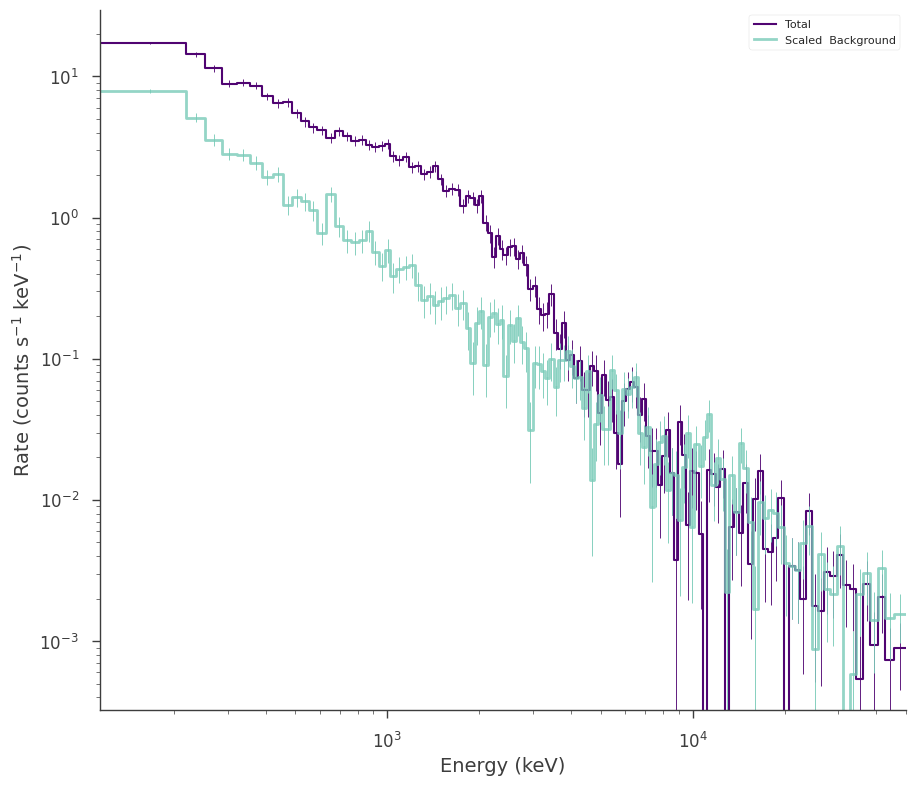 Total
Scaled  Background
10¹
10⁰
10⁻¹
10⁻²
10⁻³
Rate (counts s⁻¹ keV⁻¹)
10³
10⁴
Energy (keV)